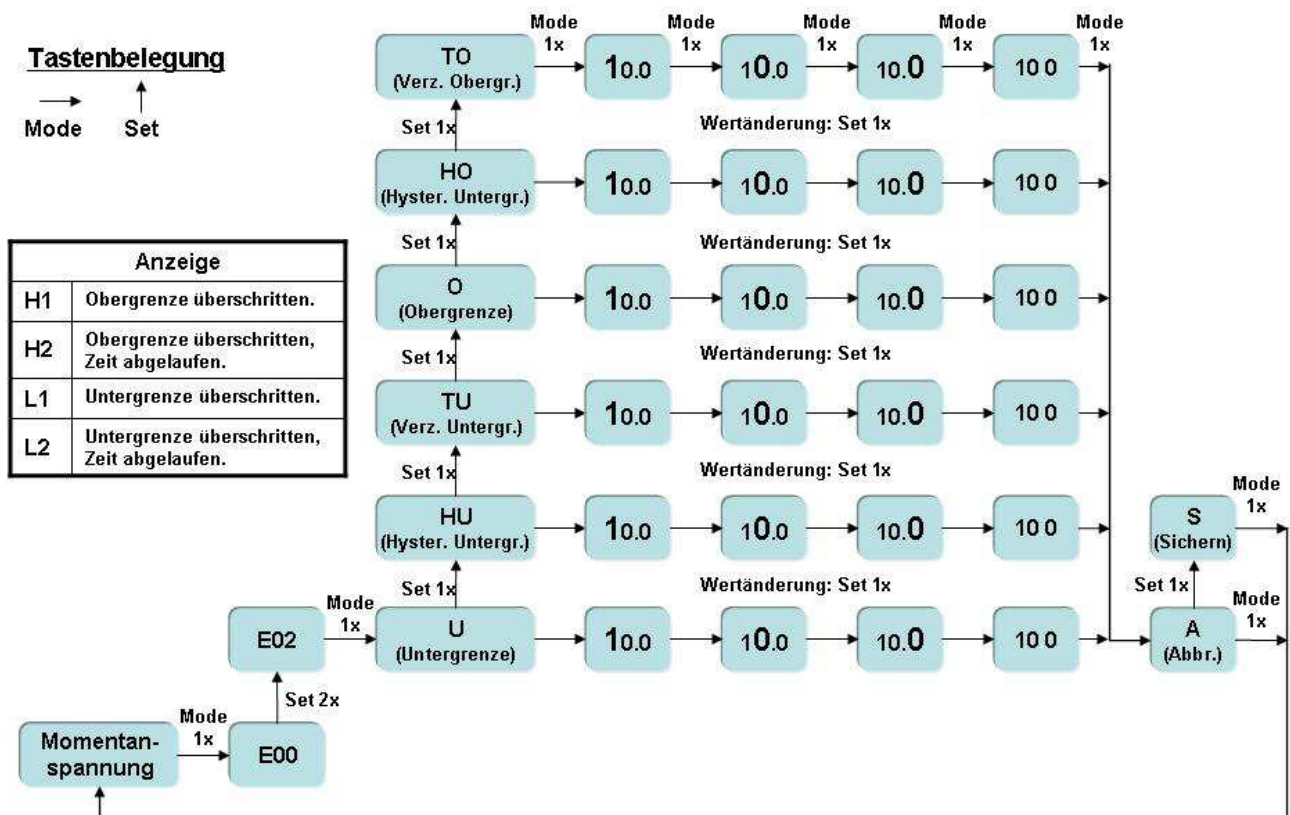 Tastenbelegung
Mode Set
Mode 1x Mode 1x Mode 1x Mode 1x Mode 1x
TO (Verz. Obergr.) 10.0 10.0 10.0 10 0
Set 1x Wertänderung: Set 1x
HO (Hyster. Untergr.) 10.0 10.0 10.0 10 0
Set 1x Wertänderung: Set 1x
O (Obergrenze) 10.0 10.0 10.0 10 0
Set 1x Wertänderung: Set 1x
TU (Verz. Untergr.) 10.0 10.0 10.0 10 0
Set 1x Wertänderung: Set 1x
HU (Hyster. Untergr.) 10.0 10.0 10.0 10 0
Set 1x Wertänderung: Set 1x
U (Untergrenze) 10.0 10.0 10.0 10 0
Anzeige
H1 Obergrenze überschritten.
H2 Obergrenze überschritten,
Zeit abgelaufen.
L1 Untergrenze überschritten.
L2 Untergrenze überschritten,
Zeit abgelaufen.
Momentan-
spannung
Mode 1x
E00
Set 2x
E02
Mode 1x
S
(Sichern)
Mode 1x
Set 1x
A
(Abbr.)
Mode 1x